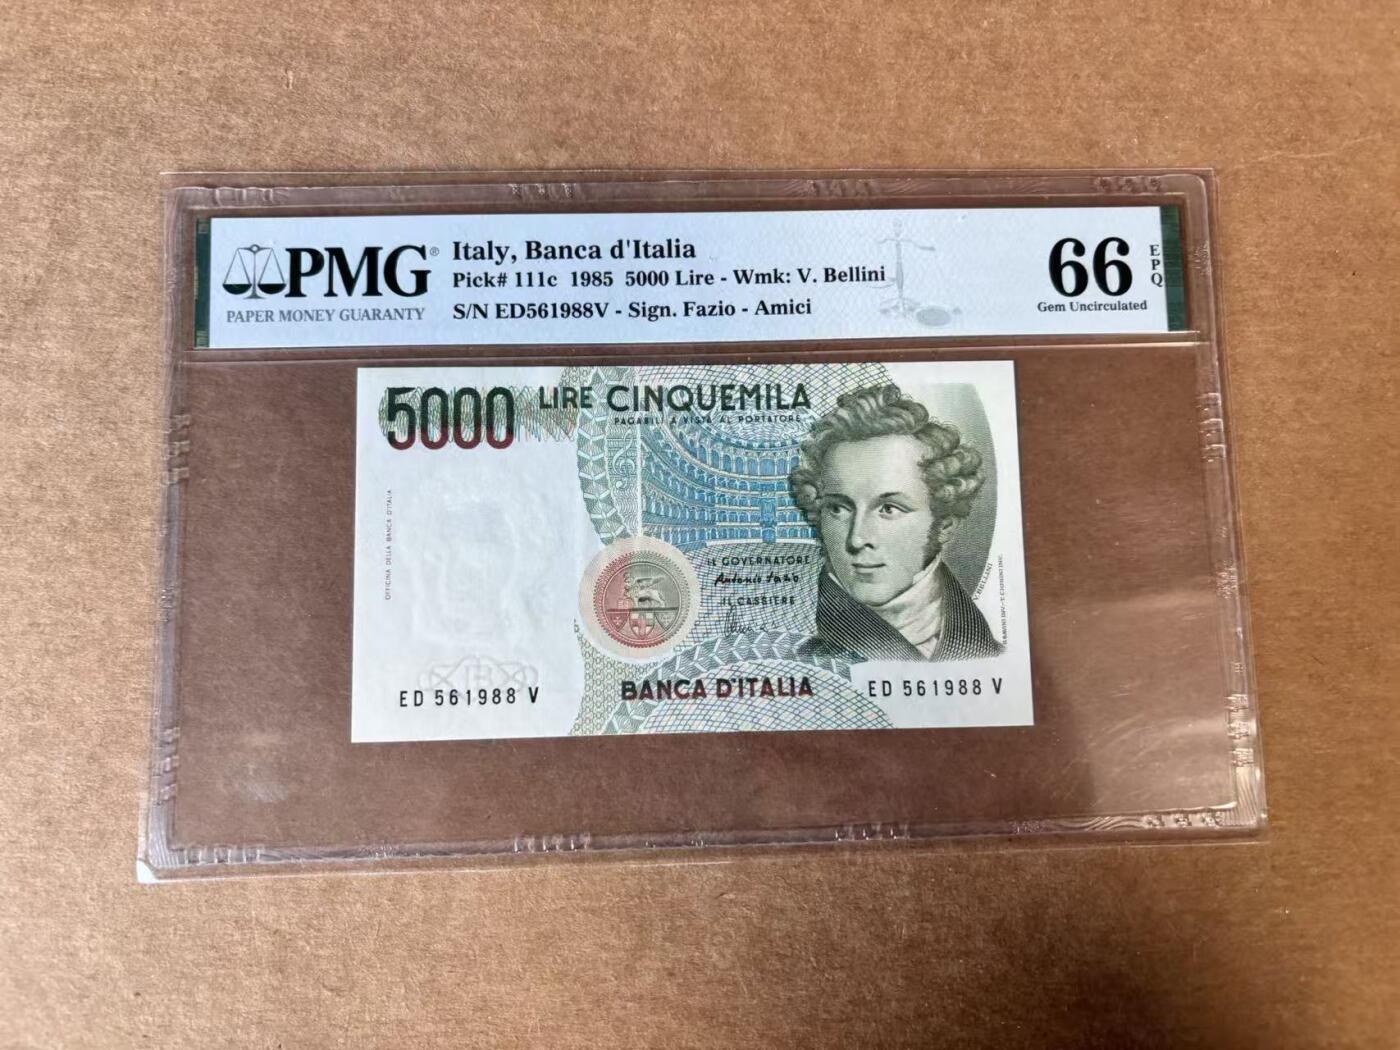 PMG®
PAPER MONEY GUARANTY
Italy, Banca d'Italia
Pick# 111c 1985 5000 Lire - Wmk: V. Bellini
S/N ED561988V - Sign. Fazio - Amici
66 EPQ
Gem Uncirculated
5000 LIRE CINQUEMILA
PAGABILI A VISTA AL PORTATORE
OFFICINA DELLA BANCA D'ITALIA
IL GOVERNATORE
Antonio Fazio
IL CASSIERE
V. BELLINI
BANCA D'ITALIA
ED 561988 V
ED 561988 V